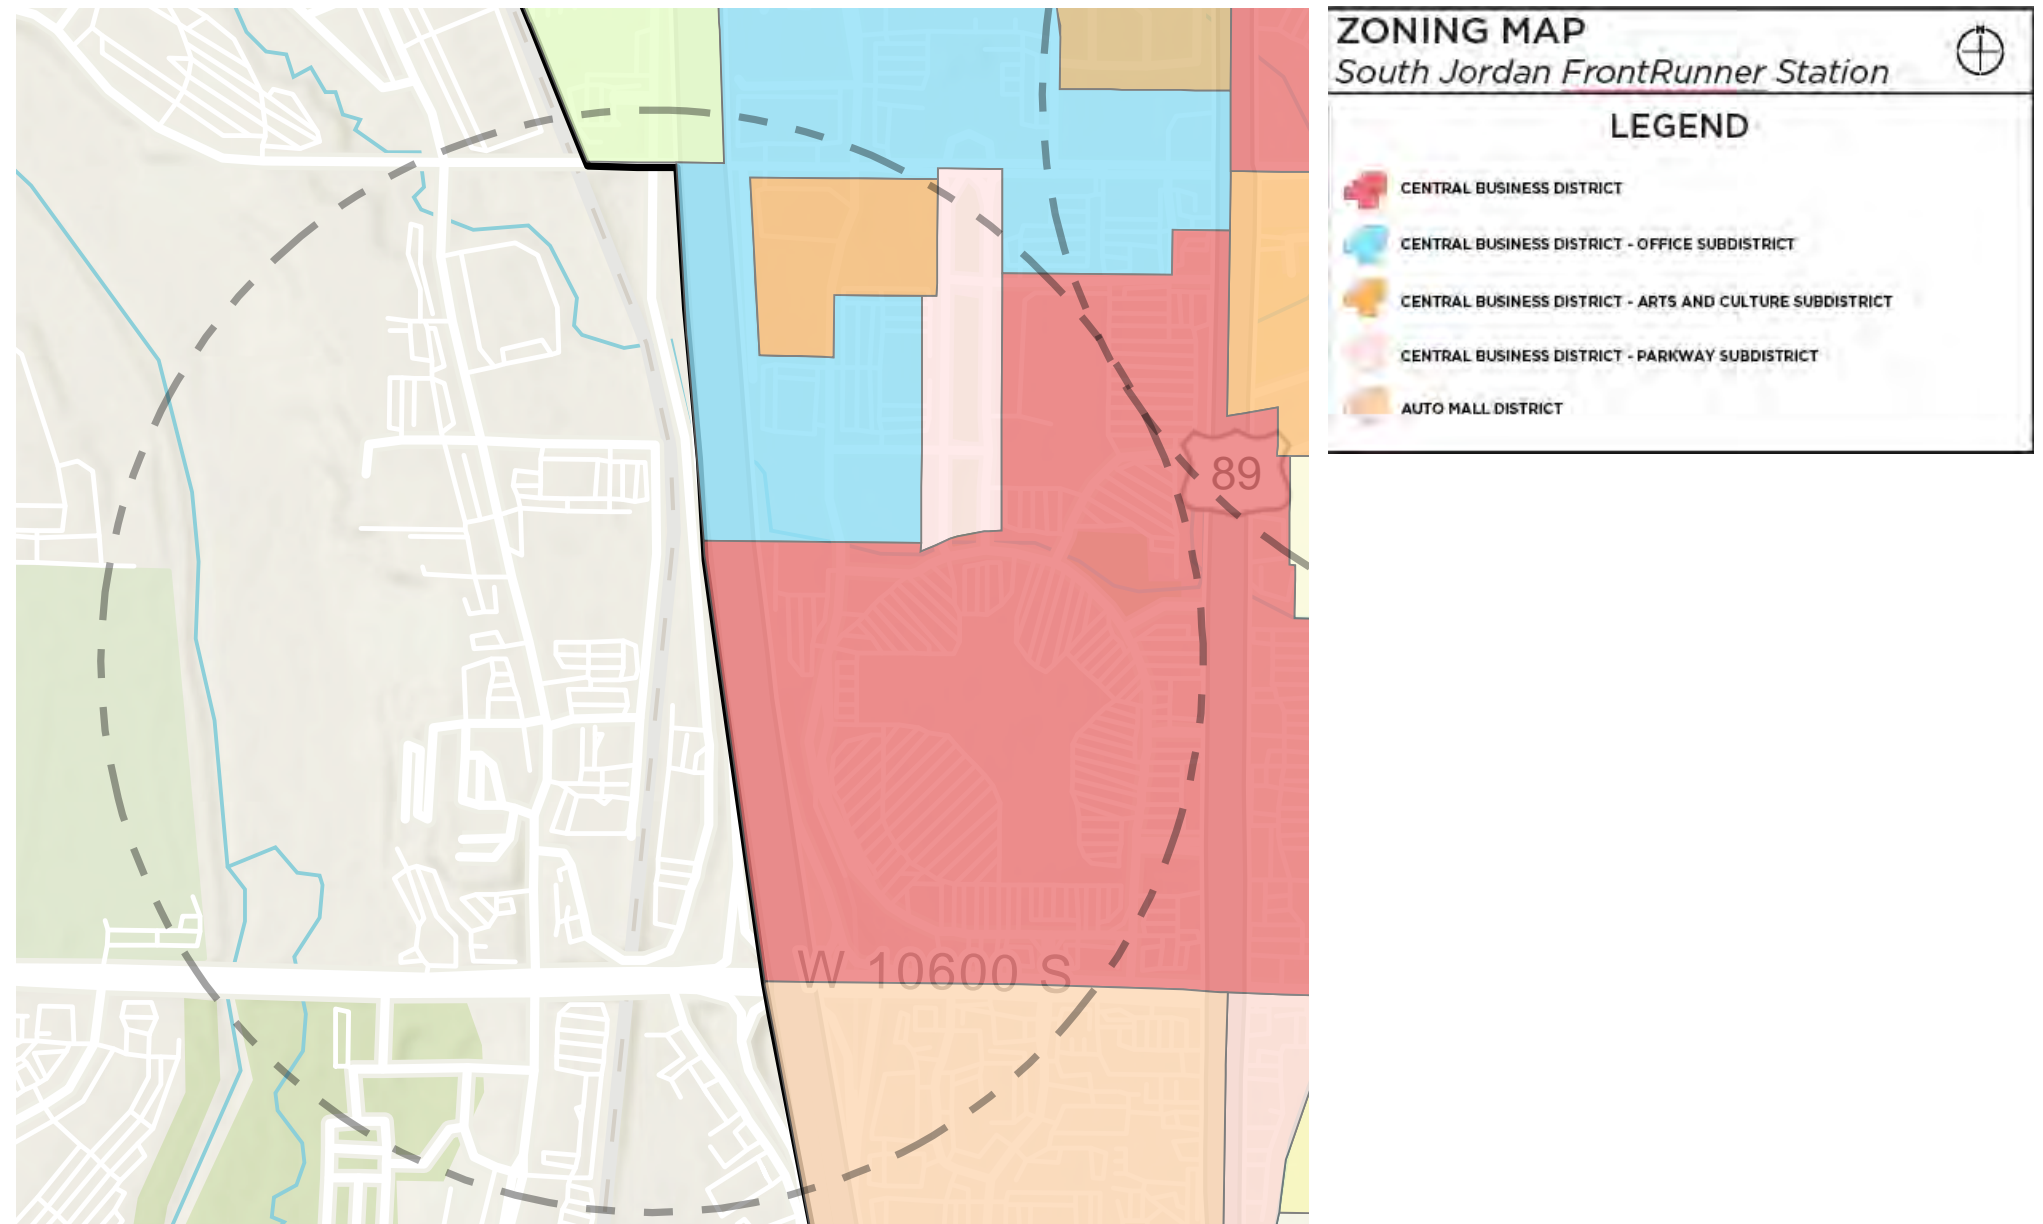 ZONING MAP
N
South Jordan FrontRunner Station
LEGEND
CENTRAL BUSINESS DISTRICT
CENTRAL BUSINESS DISTRICT - OFFICE SUBDISTRICT
CENTRAL BUSINESS DISTRICT - ARTS AND CULTURE SUBDISTRICT
CENTRAL BUSINESS DISTRICT - PARKWAY SUBDISTRICT
AUTO MALL DISTRICT
89
W 10600 S